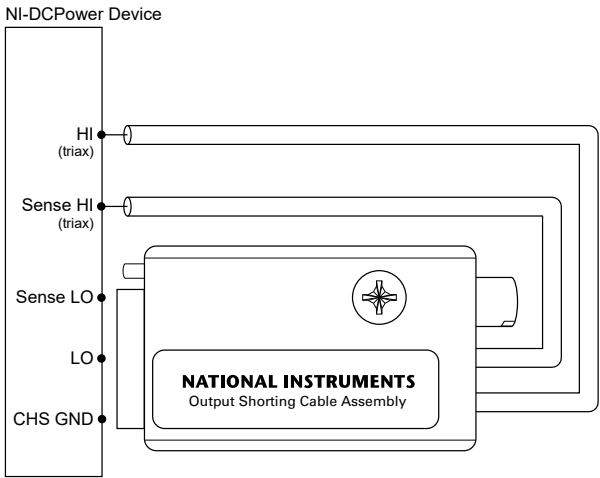 NI-DCPower Device
HI
(triax)
Sense HI
(triax)
Sense LO
LO
CHS GND
NATIONAL INSTRUMENTS
Output Shorting Cable Assembly